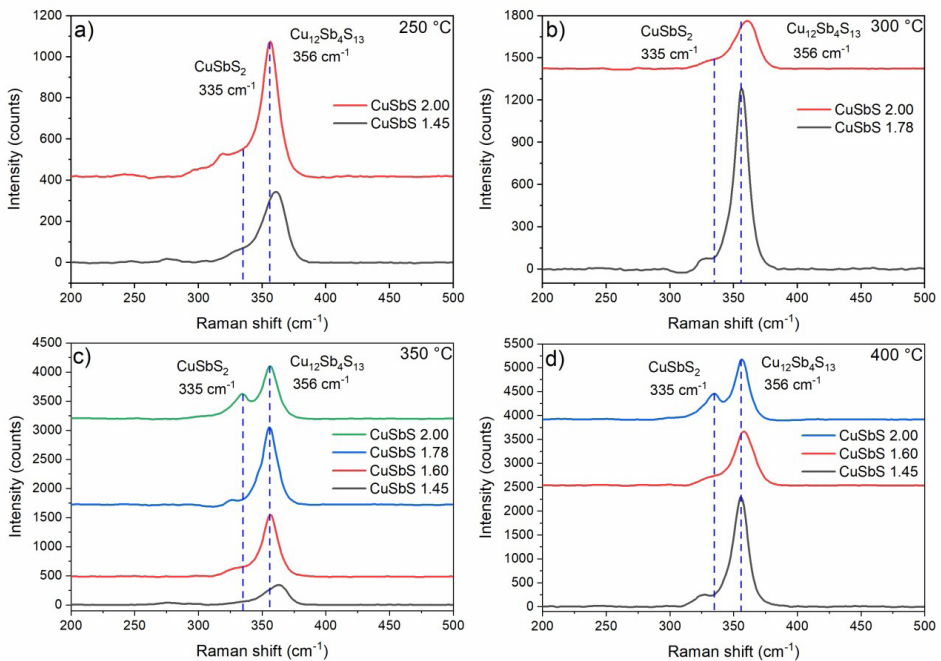 a)
250 °C
CuSbS₂
335 cm⁻¹
Cu₁₂Sb₄S₁₃
356 cm⁻¹
CuSbS 2.00
CuSbS 1.45
Intensity (counts)
1200
1000
800
600
400
200
0
200 250 300 350 400 450 500
Raman shift (cm⁻¹)
b)
300 °C
CuSbS₂
335 cm⁻¹
Cu₁₂Sb₄S₁₃
356 cm⁻¹
CuSbS 2.00
CuSbS 1.78
Intensity (counts)
1800
1500
1200
900
600
300
0
200 250 300 350 400 450 500
Raman shift (cm⁻¹)
c)
350 °C
CuSbS₂
335 cm⁻¹
Cu₁₂Sb₄S₁₃
356 cm⁻¹
CuSbS 2.00
CuSbS 1.78
CuSbS 1.60
CuSbS 1.45
Intensity (counts)
4500
4000
3500
3000
2500
2000
1500
1000
500
0
200 250 300 350 400 450 500
Raman shift (cm⁻¹)
d)
400 °C
CuSbS₂
335 cm⁻¹
Cu₁₂Sb₄S₁₃
356 cm⁻¹
CuSbS 2.00
CuSbS 1.60
CuSbS 1.45
Intensity (counts)
5500
5000
4500
4000
3500
3000
2500
2000
1500
1000
500
0
200 250 300 350 400 450 500
Raman shift (cm⁻¹)